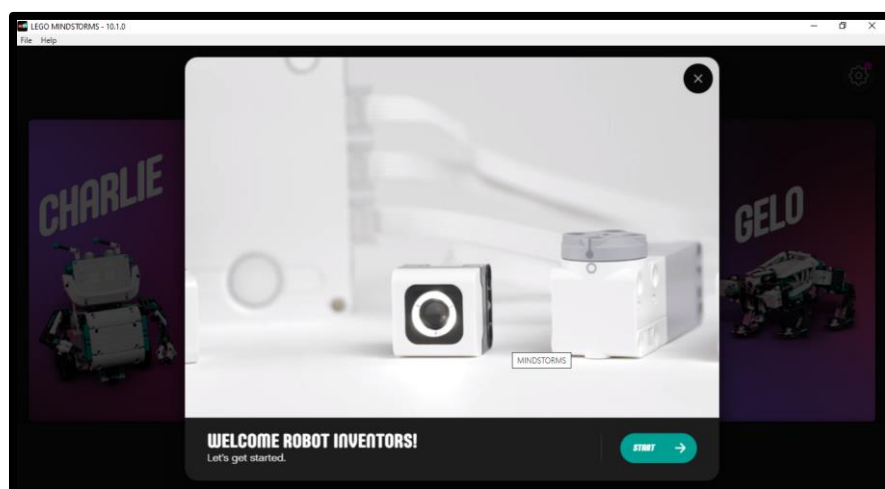 LEGO MINDSTORMS - 10.1.0
File Help
CHARLIE
GELO
MINDSTORMS
WELCOME ROBOT INVENTORS!
Let's get started.
START